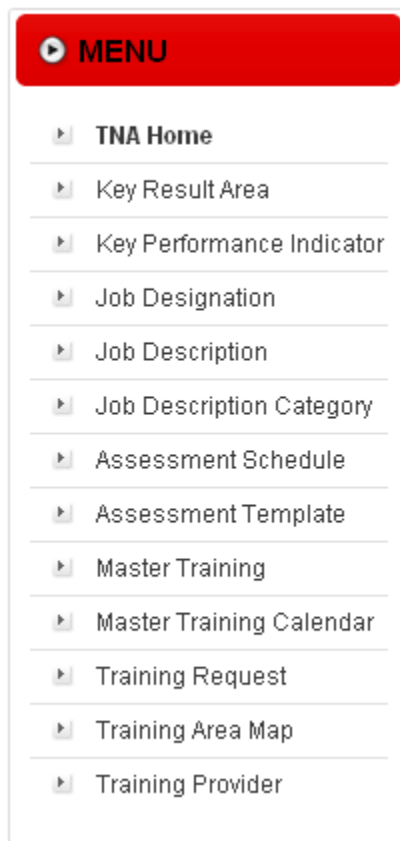 MENU
TNA Home
Key Result Area
Key Performance Indicator
Job Designation
Job Description
Job Description Category
Assessment Schedule
Assessment Template
Master Training
Master Training Calendar
Training Request
Training Area Map
Training Provider